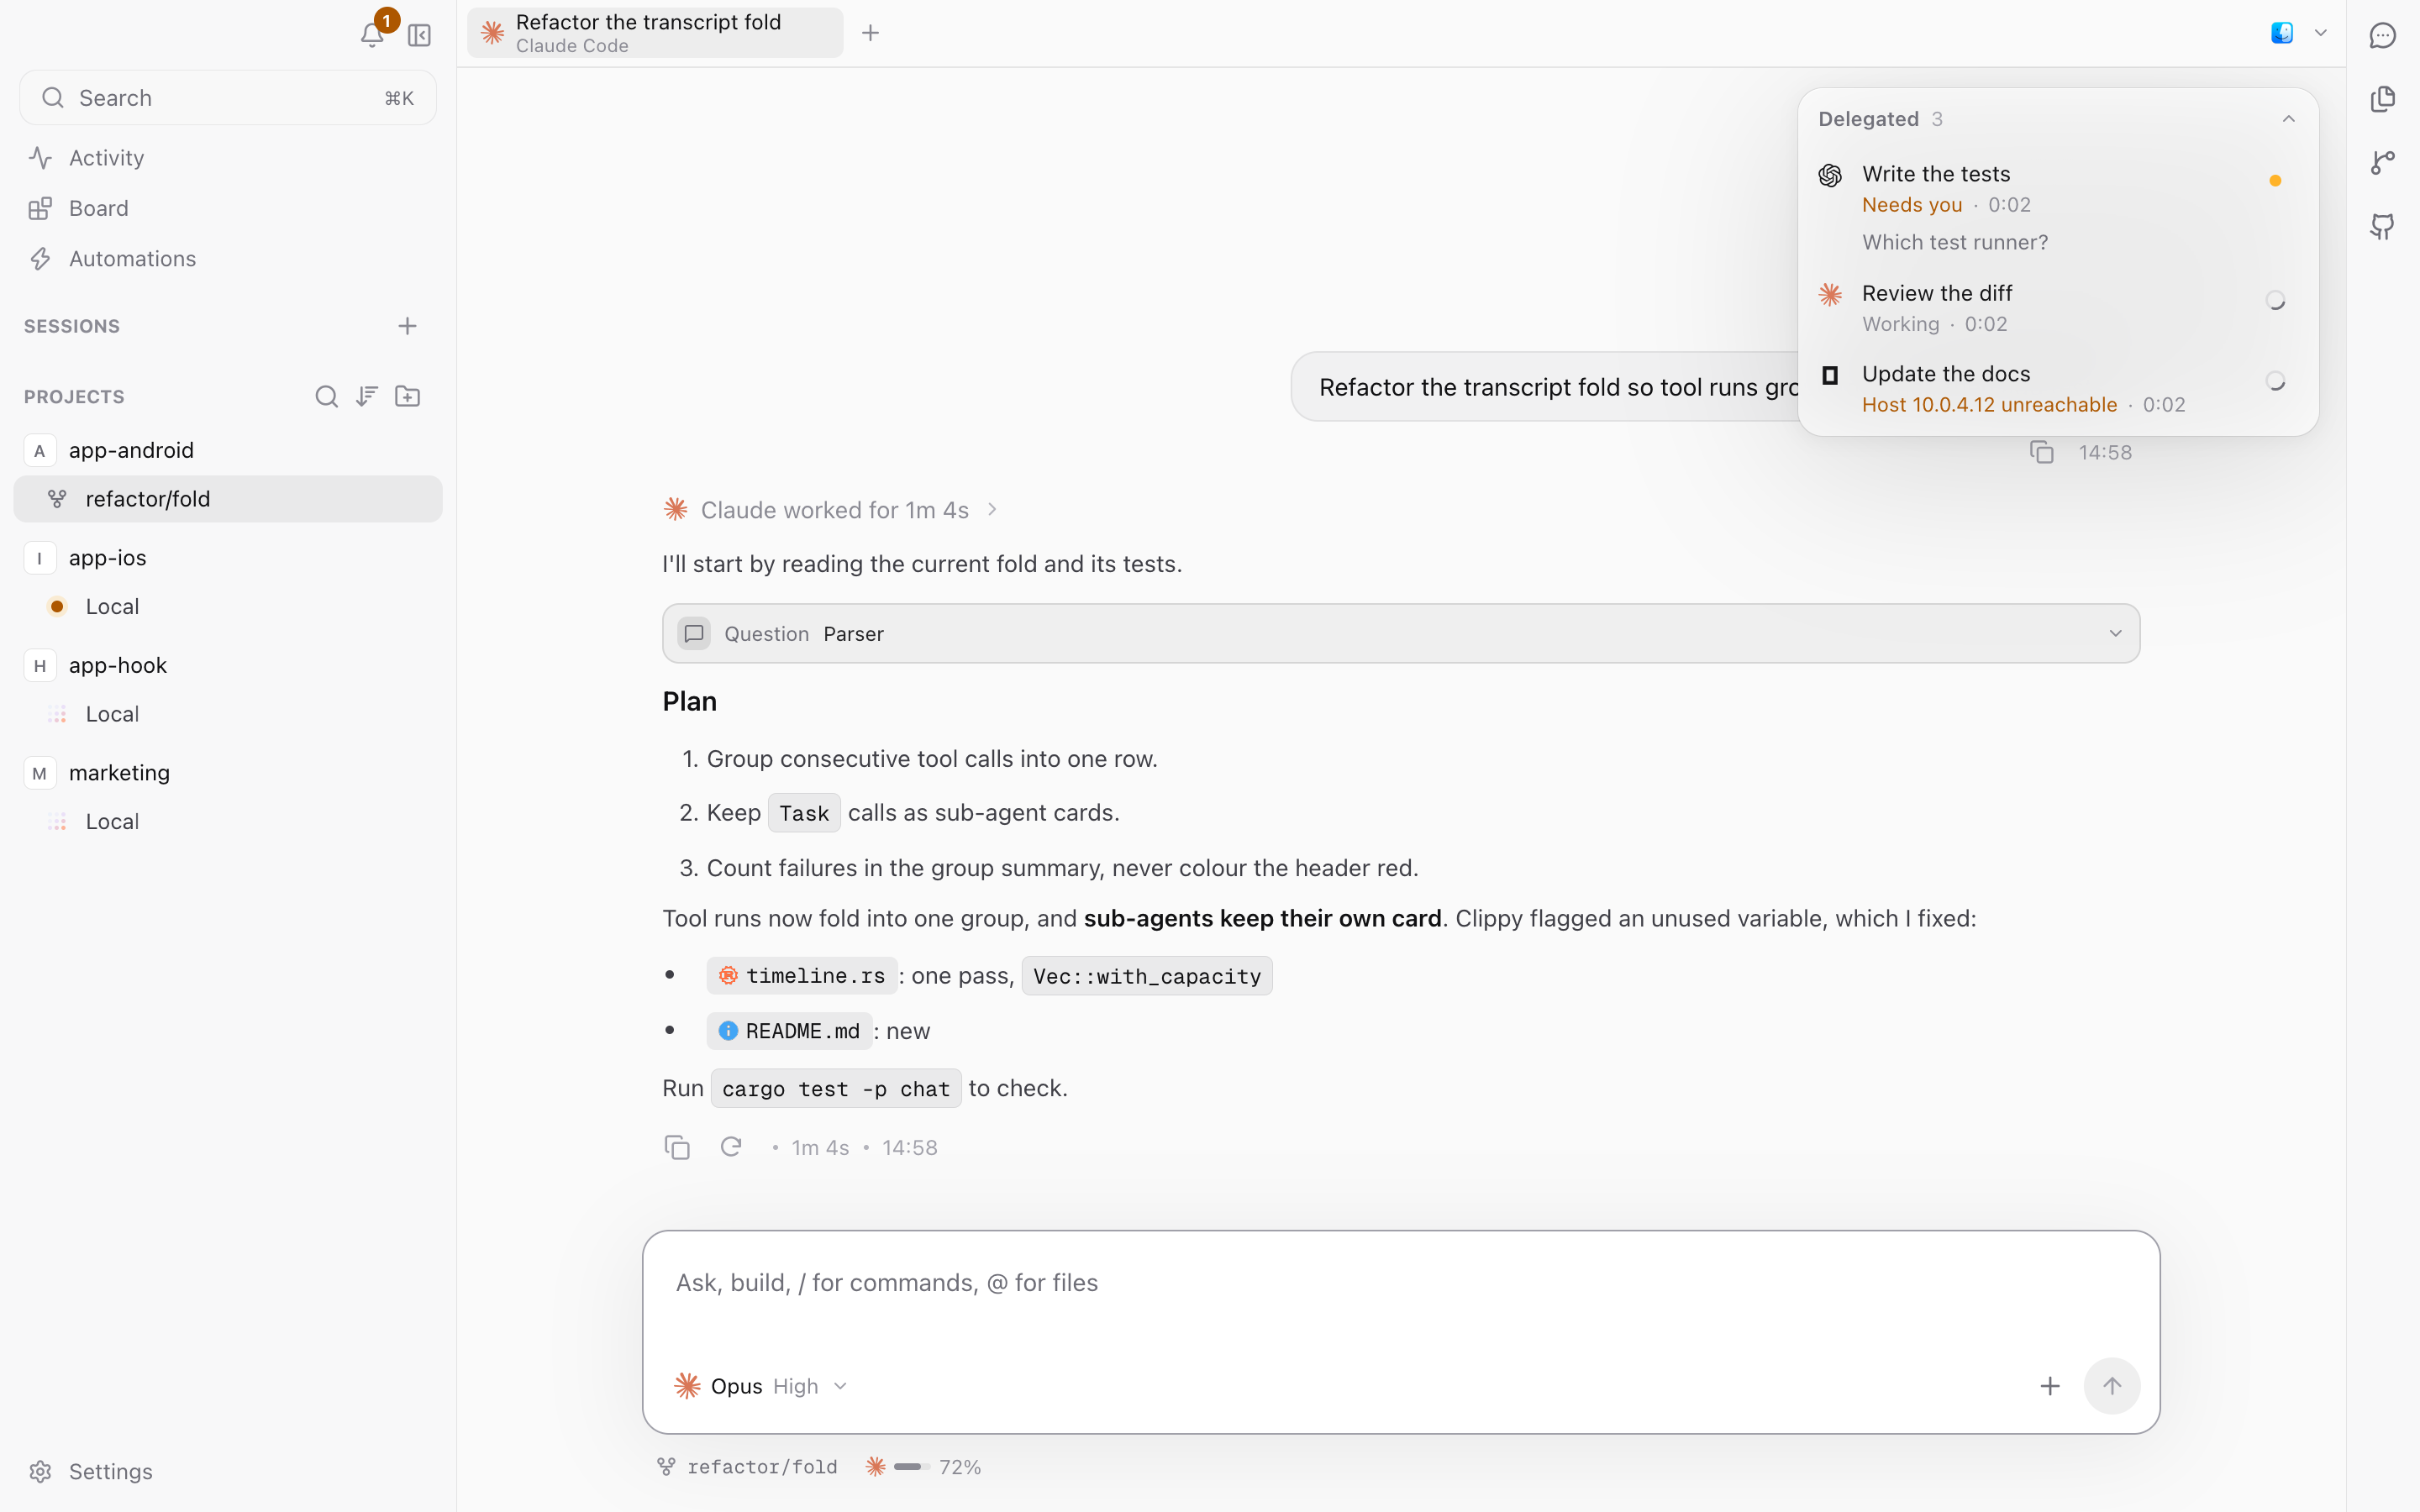 1
Search ⌘K
Activity
Board
Automations
SESSIONS
PROJECTS
A app-android
refactor/fold
I app-ios
Local
H app-hook
Local
M marketing
Local
Settings
Refactor the transcript fold
Claude Code
Delegated 3
Write the tests
Needs you · 0:02
Which test runner?
Review the diff
Working · 0:02
Update the docs
Host 10.0.4.12 unreachable · 0:02
Refactor the transcript fold so tool runs
14:58
Claude worked for 1m 4s
I'll start by reading the current fold and its tests.
Question Parser
Plan
1. Group consecutive tool calls into one row.
2. Keep Task calls as sub-agent cards.
3. Count failures in the group summary, never colour the header red.
Tool runs now fold into one group, and sub-agents keep their own card. Clippy flagged an unused variable, which I fixed:
• timeline.rs: one pass, Vec::with_capacity
• README.md: new
Run cargo test -p chat to check.
• 1m 4s • 14:58
Ask, build, / for commands, @ for files
Opus High
refactor/fold 72%